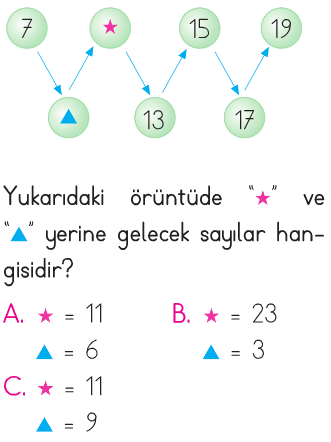 7 ★ 15 19
▲ 13 17
Yukarıdaki örüntüde “★” ve
“▲” yerine gelecek sayılar han-
gisidir?
A. ★ = 11 B. ★ = 23
▲ = 6 ▲ = 3
C. ★ = 11
▲ = 9